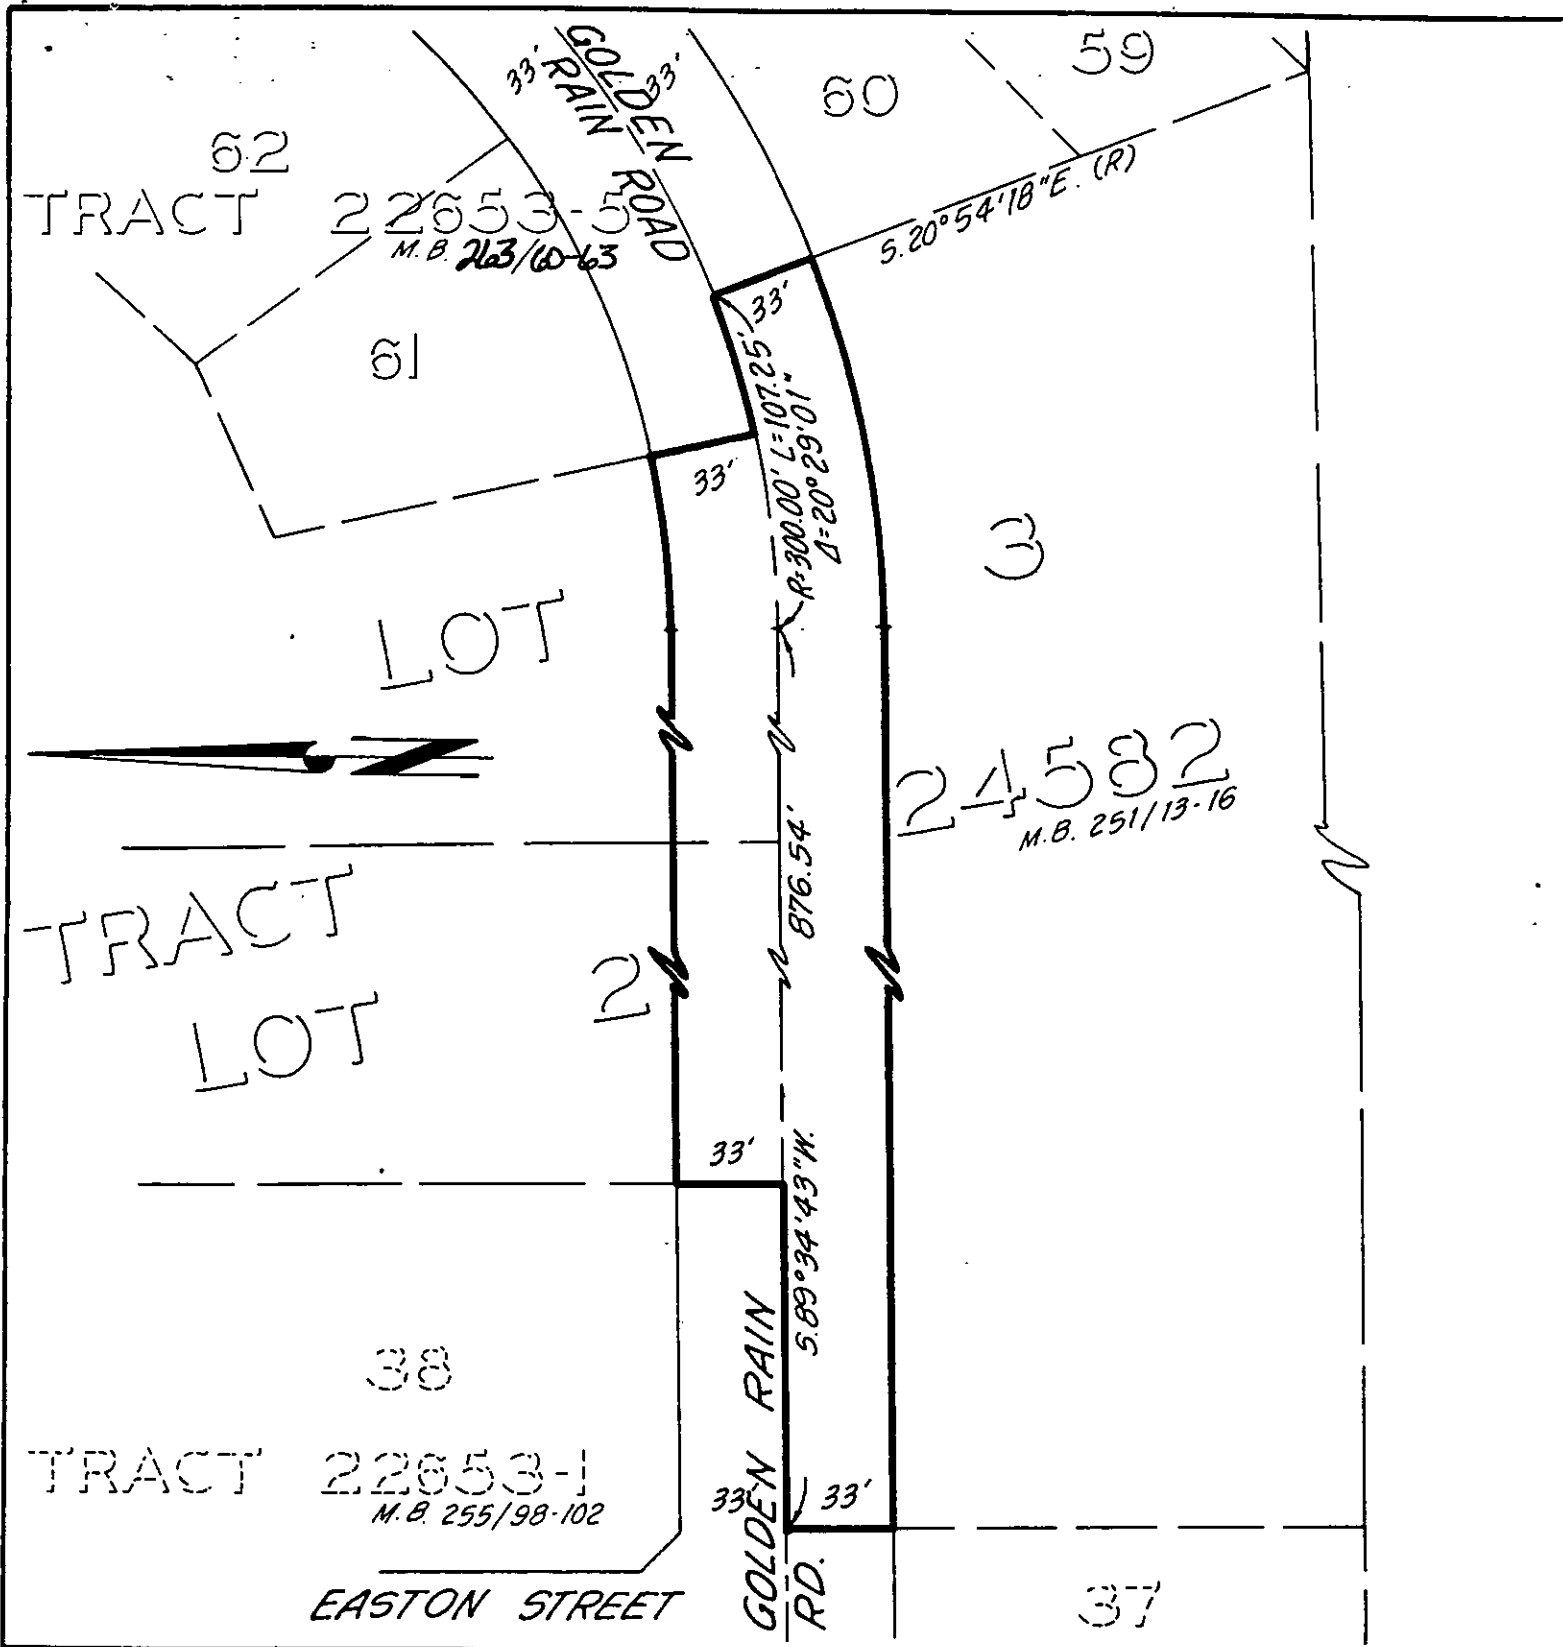 59
60
62
33'
GOLDEN
33'
RAIN
ROAD
TRACT 22653-5
M.B. 263/60-63
S.20°54'18"E. (R)
61
33'
R=300.00' L=107.25'
Δ=20°29'01"
33'
3
LOT
N
24582
M.B. 251/13-16
876.54'
TRACT
2
LOT
33'
S.89°34'43"W.
38
TRACT 22653-1
M.B. 255/98-102
33'
33'
GOLDEN RAIN
RD.
EASTON STREET
37